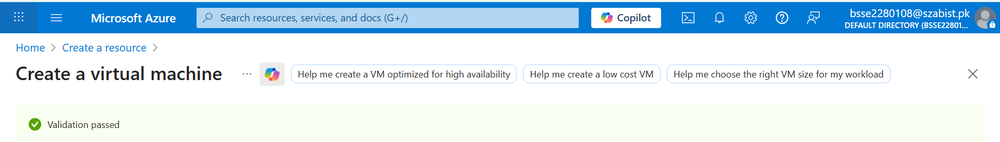 Microsoft Azure
Search resources, services, and docs (G+/)
Copilot
bsse2280108@szabist.pk
DEFAULT DIRECTORY (BSSE22801...
Home > Create a resource >
Create a virtual machine ...
Help me create a VM optimized for high availability
Help me create a low cost VM
Help me choose the right VM size for my workload
Validation passed